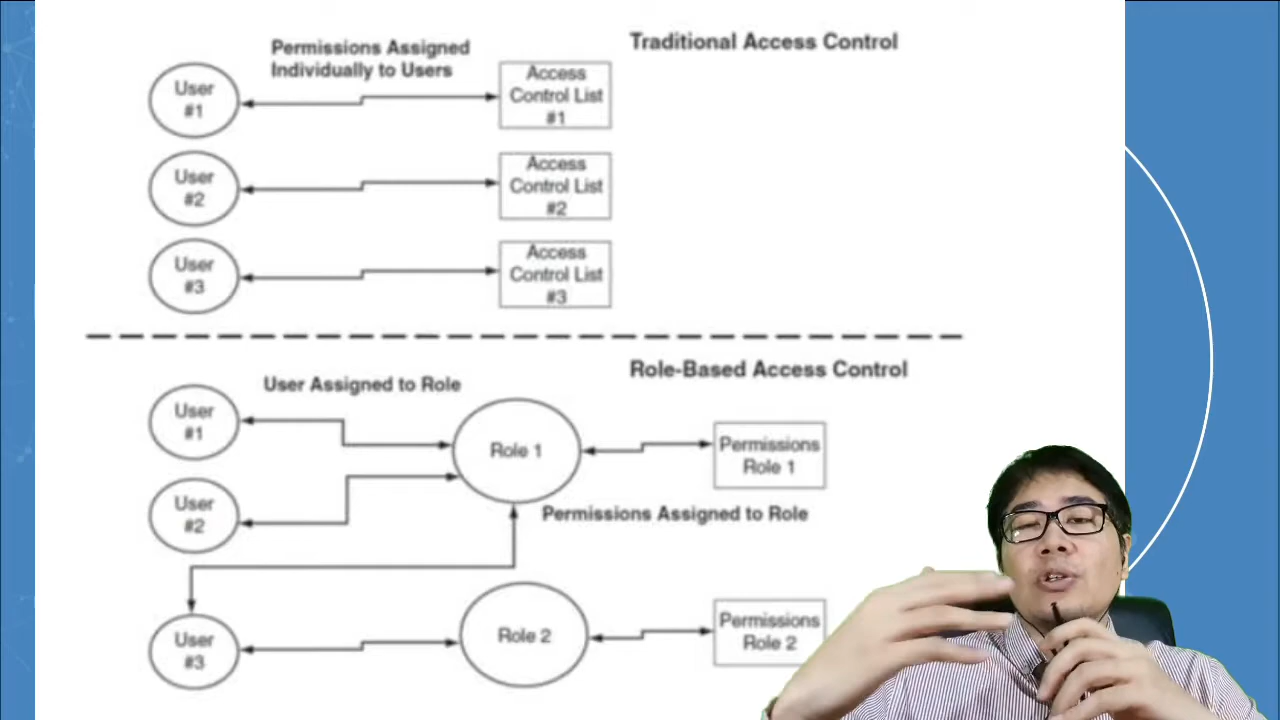 Traditional Access Control
Permissions Assigned
Individually to Users
User
#1
Access
Control List
#1
User
#2
Access
Control List
#2
User
#3
Access
Control List
#3
Role-Based Access Control
User Assigned to Role
User
#1
Role 1
Permissions
Role 1
User
#2
Permissions Assigned to Role
User
#3
Role 2
Permissions
Role 2